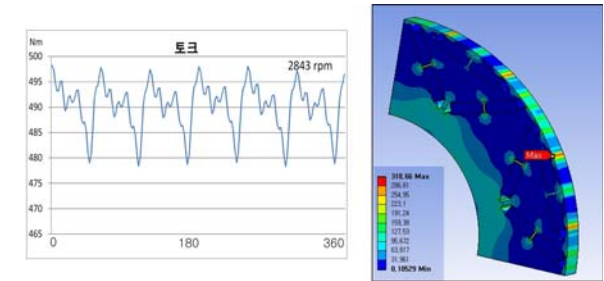 Nm
토크
2843 rpm
500
495
490
485
480
475
470
465
0 180 360
Max
318.66 Max
286.81
254.95
223.1
191.24
159.38
127.53
95.672
63.817
31.961
0.10529 Min